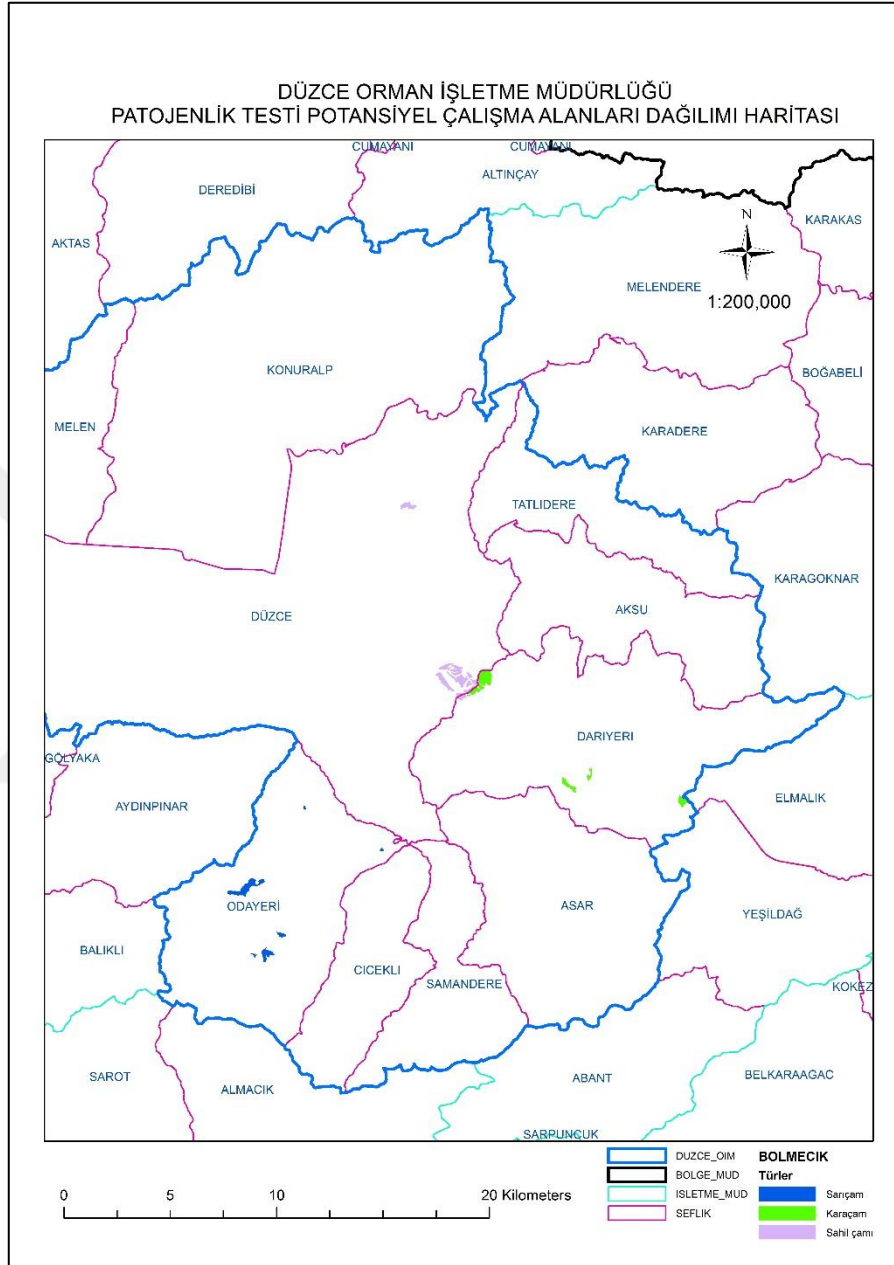 DÜZCE ORMAN İŞLETME MÜDÜRLÜĞÜ
PATOJENLİK TESTİ POTANSİYEL ÇALIŞMA ALANLARI DAĞILIMI HARİTASI
CUMAYANI CUMAYANI
ALTINÇAY
DEREDİBİ
KARAKAS
N
AKTAS
MELENDERE
1:200,000
KONURALP
BOĞABELİ
MELEN
KARADERE
TATLIDERE
KARAGOKNAR
AKSU
DÜZCE
DARIYERI
GÖLYAKA
AYDINPINAR
ELMALIK
ODAYERİ
ASAR
YEŞİLDAĞ
BALIKLI
CICEKLI
SAMANDERE
KOKEZ
SAROT
ALMACIK
ABANT
BELKARAAGAC
SARPUNCUK
DUZCE_OIM
BOLGE_MUD
ISLETME_MUD
SEFLIK
BOLMECIK
Türler
Sarıçam
Karaçam
Sahil çamı
0 5 10 20 Kilometers